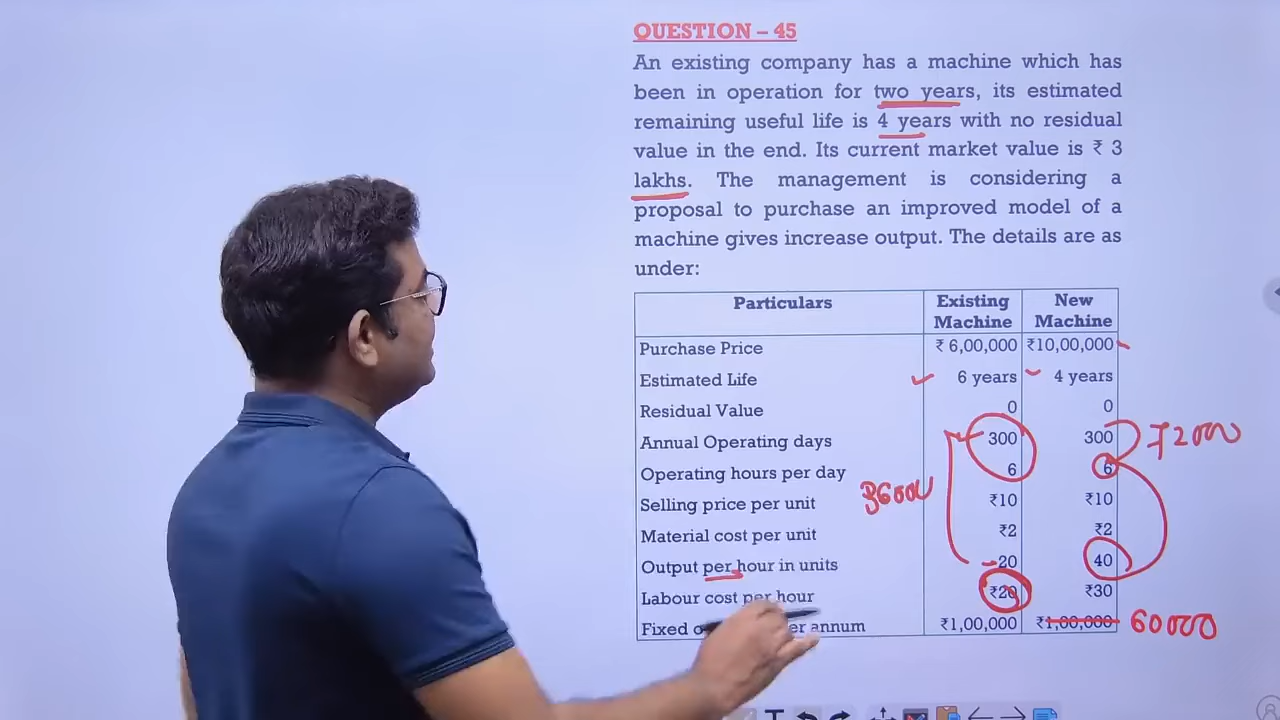 QUESTION – 45
An existing company has a machine which has
been in operation for two years, its estimated
remaining useful life is 4 years with no residual
value in the end. Its current market value is ₹ 3
lakhs. The management is considering a
proposal to purchase an improved model of a
machine gives increase output. The details are as
under:
Particulars Existing Machine New Machine
Purchase Price ₹ 6,00,000 ₹10,00,000
Estimated Life 6 years 4 years
Residual Value 0 0
Annual Operating days 300 300 72000
Operating hours per day 6 6
Selling price per unit 36000 ₹10 ₹10
Material cost per unit ₹2 ₹2
Output per hour in units 20 40
Labour cost per hour ₹20 ₹30
Fixed er annum ₹1,00,000 ₹1,00,000 60000